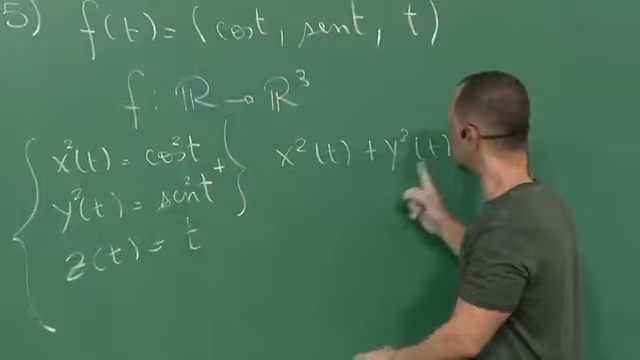 5) f(t) = (cost, sent, t)
f: ℝ → ℝ³
x²(t) = cos²t +
y²(t) = sen²t
z(t) = t
x²(t) + y²(t)